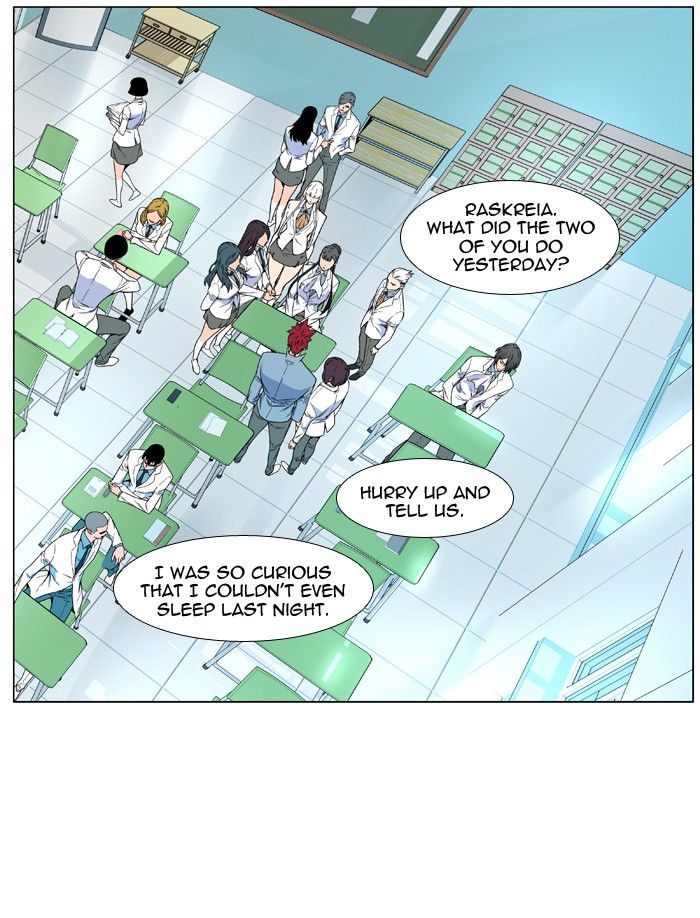 RASKREIA.
WHAT DID THE TWO
OF YOU DO
YESTERDAY?
HURRY UP AND
TELL US.
I WAS SO CURIOUS
THAT I COULDN'T EVEN
SLEEP LAST NIGHT.